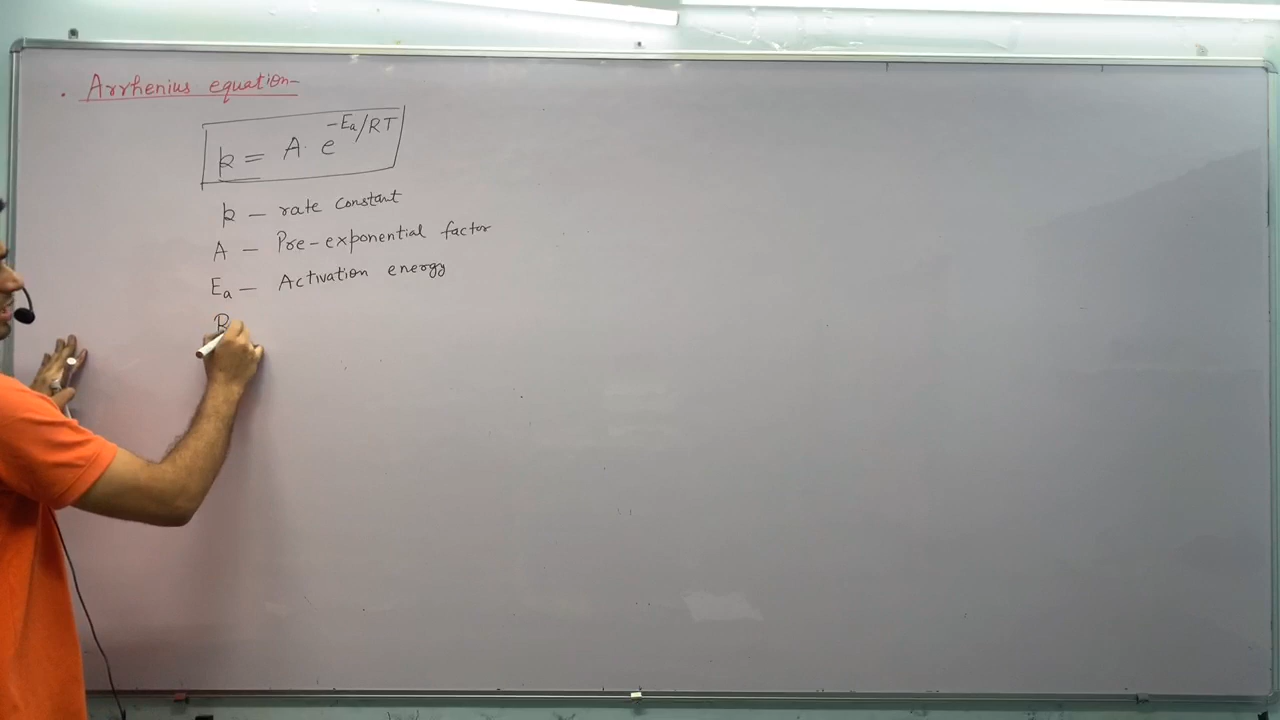 . Arrhenius equation-
k = A. e^-Ea/RT
k - rate constant
A - Pre-exponential factor
Ea - Activation energy
R